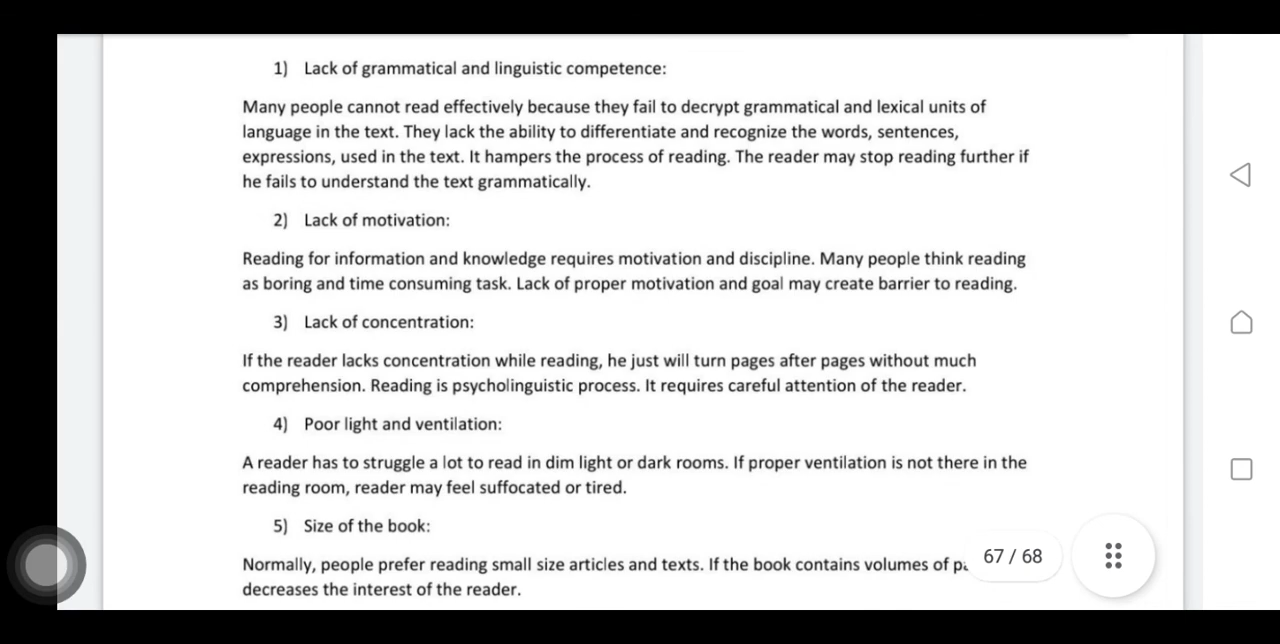 1) Lack of grammatical and linguistic competence:
Many people cannot read effectively because they fail to decrypt grammatical and lexical units of
language in the text. They lack the ability to differentiate and recognize the words, sentences,
expressions, used in the text. It hampers the process of reading. The reader may stop reading further if
he fails to understand the text grammatically.
2) Lack of motivation:
Reading for information and knowledge requires motivation and discipline. Many people think reading
as boring and time consuming task. Lack of proper motivation and goal may create barrier to reading.
3) Lack of concentration:
If the reader lacks concentration while reading, he just will turn pages after pages without much
comprehension. Reading is psycholinguistic process. It requires careful attention of the reader.
4) Poor light and ventilation:
A reader has to struggle a lot to read in dim light or dark rooms. If proper ventilation is not there in the
reading room, reader may feel suffocated or tired.
5) Size of the book:
Normally, people prefer reading small size articles and texts. If the book contains volumes of
decreases the interest of the reader.
67 / 68